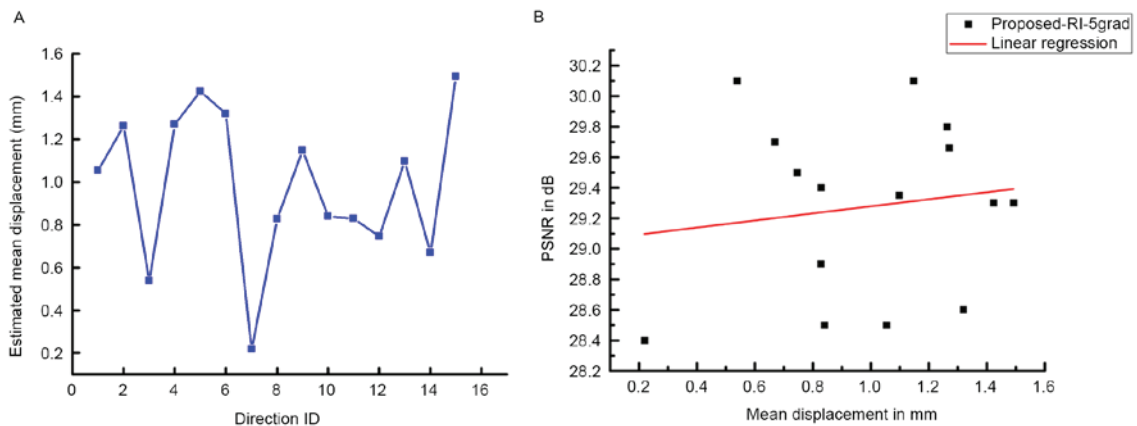 A
1.6
1.4
1.2
1.0
0.8
0.6
0.4
0.2
Estimated mean displacement (mm)
0 2 4 6 8 10 12 14 16
Direction ID
B
Proposed-RI-5grad
Linear regression
30.2
30.0
29.8
29.6
29.4
29.2
29.0
28.8
28.6
28.4
28.2
PSNR in dB
0.2 0.4 0.6 0.8 1.0 1.2 1.4 1.6
Mean displacement in mm